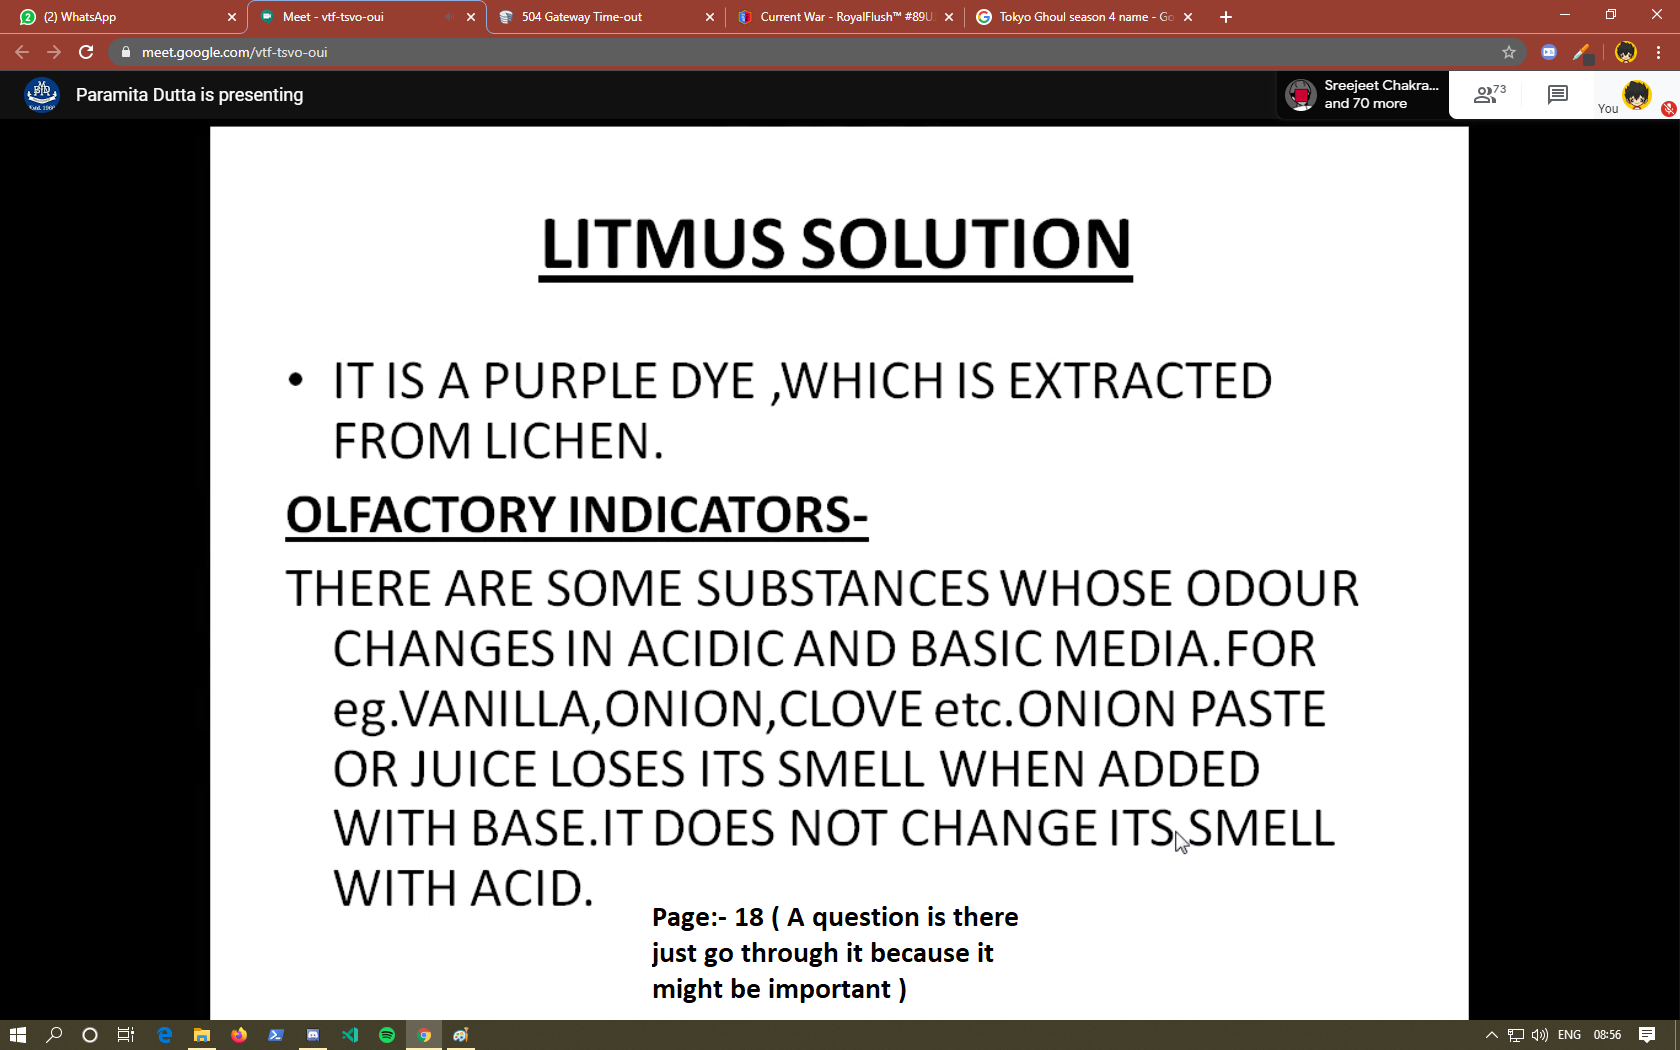 (2) WhatsApp
Meet - vtf-tsvo-oui
504 Gateway Time-out
Current War - RoyalFlush™ #89U
Tokyo Ghoul season 4 name - Go
meet.google.com/vtf-tsvo-oui
Paramita Dutta is presenting
Sreejeet Chakra...
and 70 more
73
You
LITMUS SOLUTION
• IT IS A PURPLE DYE ,WHICH IS EXTRACTED
FROM LICHEN.
OLFACTORY INDICATORS-
THERE ARE SOME SUBSTANCES WHOSE ODOUR
CHANGES IN ACIDIC AND BASIC MEDIA.FOR
eg.VANILLA,ONION,CLOVE etc.ONION PASTE
OR JUICE LOSES ITS SMELL WHEN ADDED
WITH BASE.IT DOES NOT CHANGE ITS SMELL
WITH ACID.
Page:- 18 ( A question is there
just go through it because it
might be important )
ENG
08:56